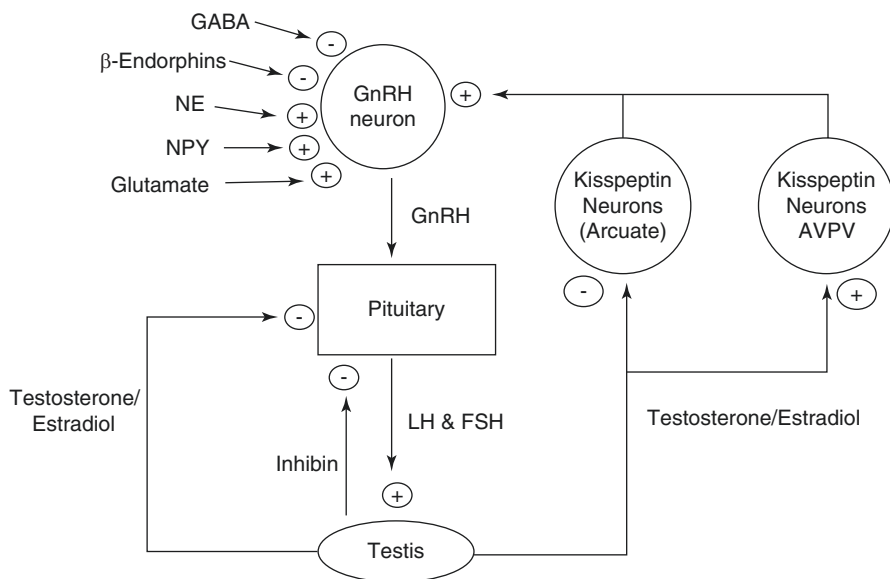 GABA
-
β-Endorphins
-
NE
+
NPY
+
Glutamate
+
GnRH
neuron
+
Kisspeptin
Neurons
(Arcuate)
Kisspeptin
Neurons
AVPV
GnRH
-
+
-
Pituitary
-
Testosterone/
Estradiol
LH & FSH
Testosterone/Estradiol
Inhibin
+
Testis